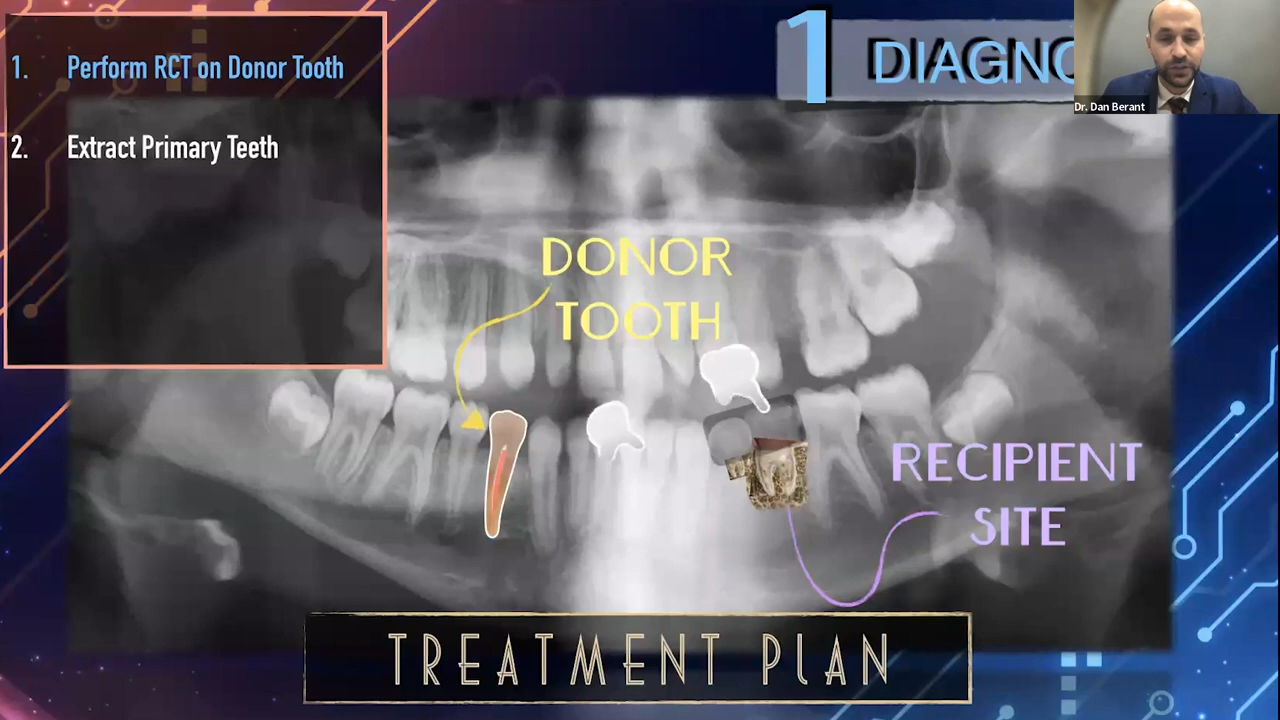 1. Perform RCT on Donor Tooth
2. Extract Primary Teeth
1 DIAGNO
Dr. Dan Berant
DONOR
TOOTH
RECIPIENT
SITE
TREATMENT PLAN